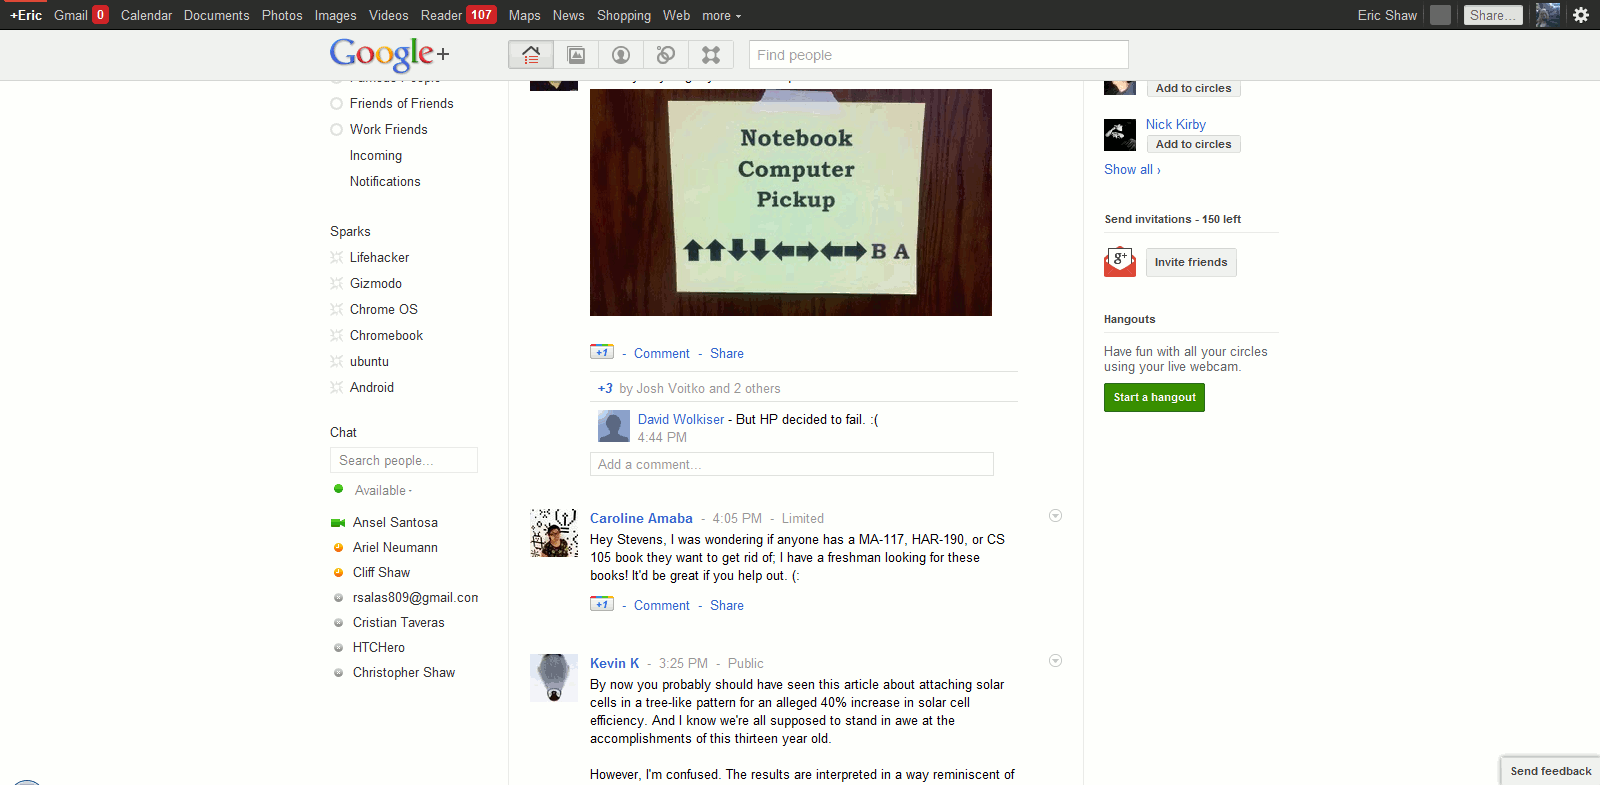 +Eric Gmail 0 Calendar Documents Photos Images Videos Reader 107 Maps News Shopping Web more
Eric Shaw Share...
Google+
Find people
Friends of Friends
Work Friends
Incoming
Notifications
Sparks
Lifehacker
Gizmodo
Chrome OS
Chromebook
ubuntu
Android
Chat
Search people...
Available
Ansel Santosa
Ariel Neumann
Cliff Shaw
rsalas809@gmail.com
Cristian Taveras
HTCHero
Christopher Shaw
Notebook
Computer
Pickup
⬆⬆⬇⬇⬅➡⬅➡B A
+1 - Comment - Share
+3 by Josh Voitko and 2 others
David Wolkiser - But HP decided to fail. :(
4:44 PM
Add a comment...
Caroline Amaba - 4:05 PM - Limited
Hey Stevens, I was wondering if anyone has a MA-117, HAR-190, or CS
105 book they want to get rid of; I have a freshman looking for these
books! It'd be great if you help out. (:
+1 - Comment - Share
Kevin K - 3:25 PM - Public
By now you probably should have seen this article about attaching solar
cells in a tree-like pattern for an alleged 40% increase in solar cell
efficiency. And I know we're all supposed to stand in awe at the
accomplishments of this thirteen year old.
However, I'm confused. The results are interpreted in a way reminiscent of
Add to circles
Nick Kirby
Add to circles
Show all ›
Send invitations - 150 left
g+
Invite friends
Hangouts
Have fun with all your circles
using your live webcam.
Start a hangout
Send feedback